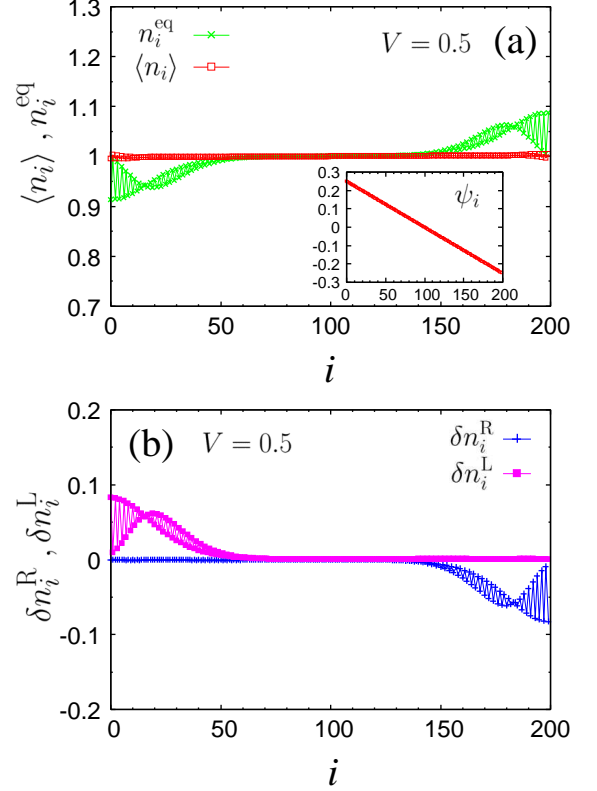 n_i^eq
⟨n_i⟩
V = 0.5
(a)
⟨n_i⟩ , n_i^eq
1.3
1.2
1.1
1
0.9
0.8
0.7
0 50 100 150 200
i
ψ_i
0.3
0.2
0.1
0
-0.1
-0.2
-0.3
0 50 100 150 200
(b)
V = 0.5
δn_i^R
δn_i^L
δn_i^R , δn_i^L
0.2
0.1
0
-0.1
-0.2
0 50 100 150 200
i